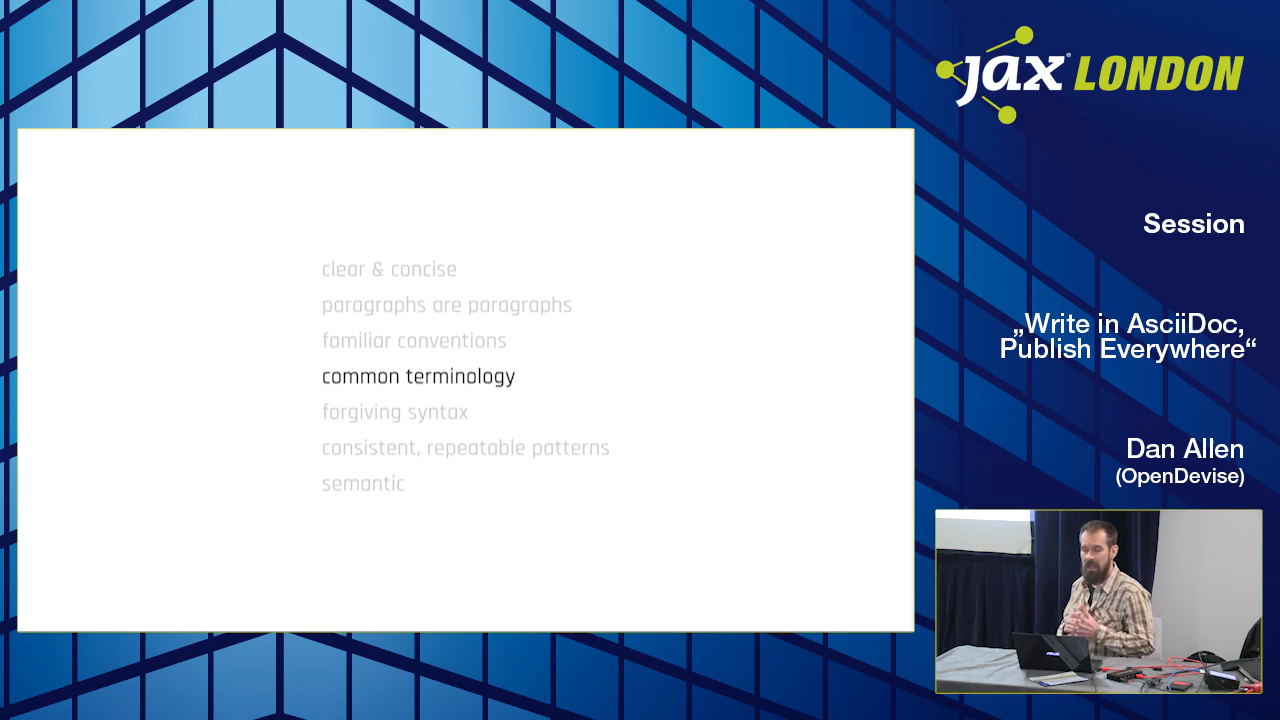 jax® LONDON
Session
„Write in AsciiDoc,
Publish Everywhere“
Dan Allen
(OpenDevise)
clear & concise
paragraphs are paragraphs
familiar conventions
common terminology
forgiving syntax
consistent, repeatable patterns
semantic
ASUS